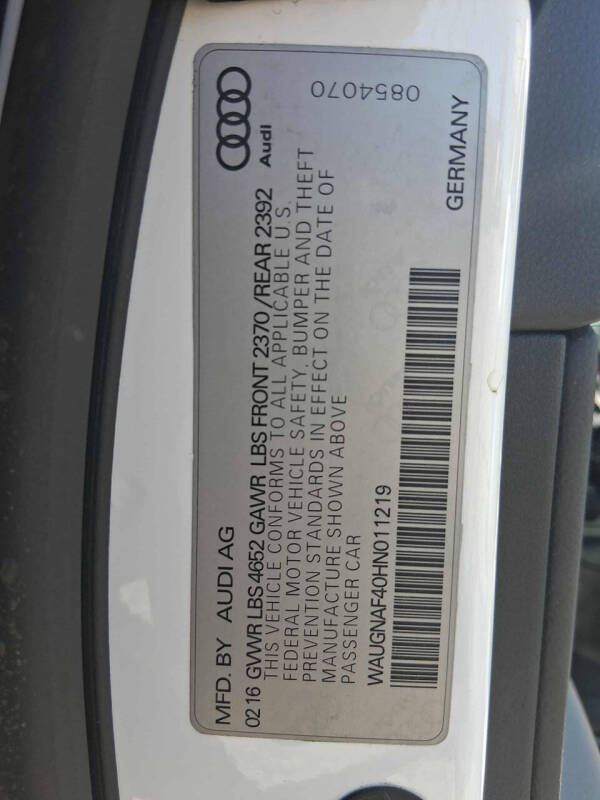 MFD. BY AUDI AG
0216 GVWR LBS 4652 GAWR LBS FRONT 2370/REAR 2392
THIS VEHICLE CONFORMS TO ALL APPLICABLE U.S.
FEDERAL MOTOR VEHICLE SAFETY, BUMPER AND THEFT
PREVENTION STANDARDS IN EFFECT ON THE DATE OF
MANUFACTURE SHOWN ABOVE
PASSENGER CAR
WAUGNAF40HN011219
GERMANY
Audi
0854070